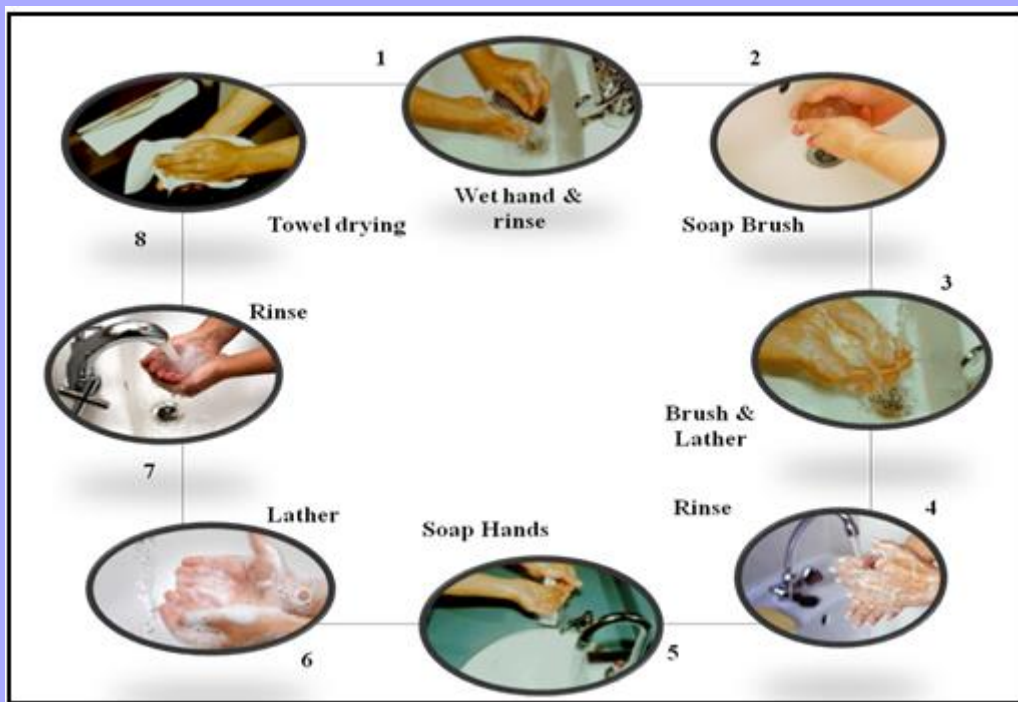 1
Wet hand &
rinse
2
Soap Brush
3
Brush &
Lather
4
Rinse
5
Soap Hands
6
Lather
7
Rinse
8
Towel drying